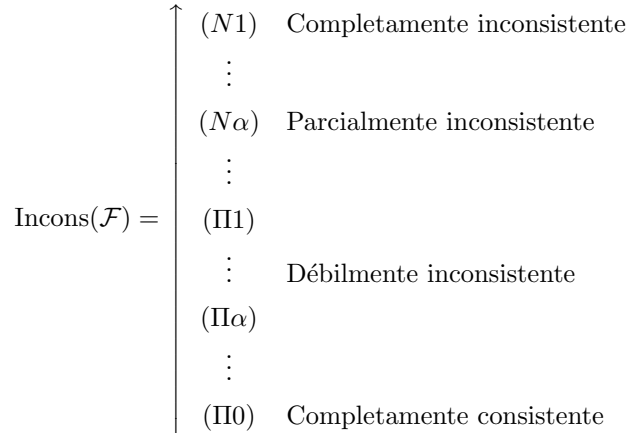 (N1) Completamente inconsistente
⋮
(Nα) Parcialmente inconsistente
⋮
Incons(ℱ) = (Π1)
⋮ Débilmente inconsistente
(Πα)
⋮
(Π0) Completamente consistente